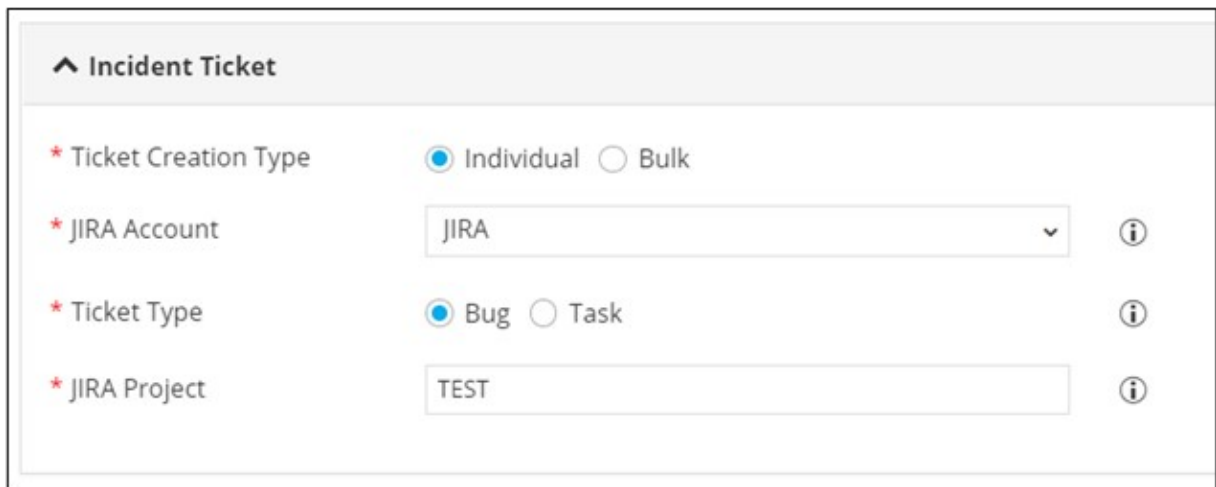 Incident Ticket
* Ticket Creation Type Individual Bulk
* JIRA Account JIRA
* Ticket Type Bug Task
* JIRA Project TEST